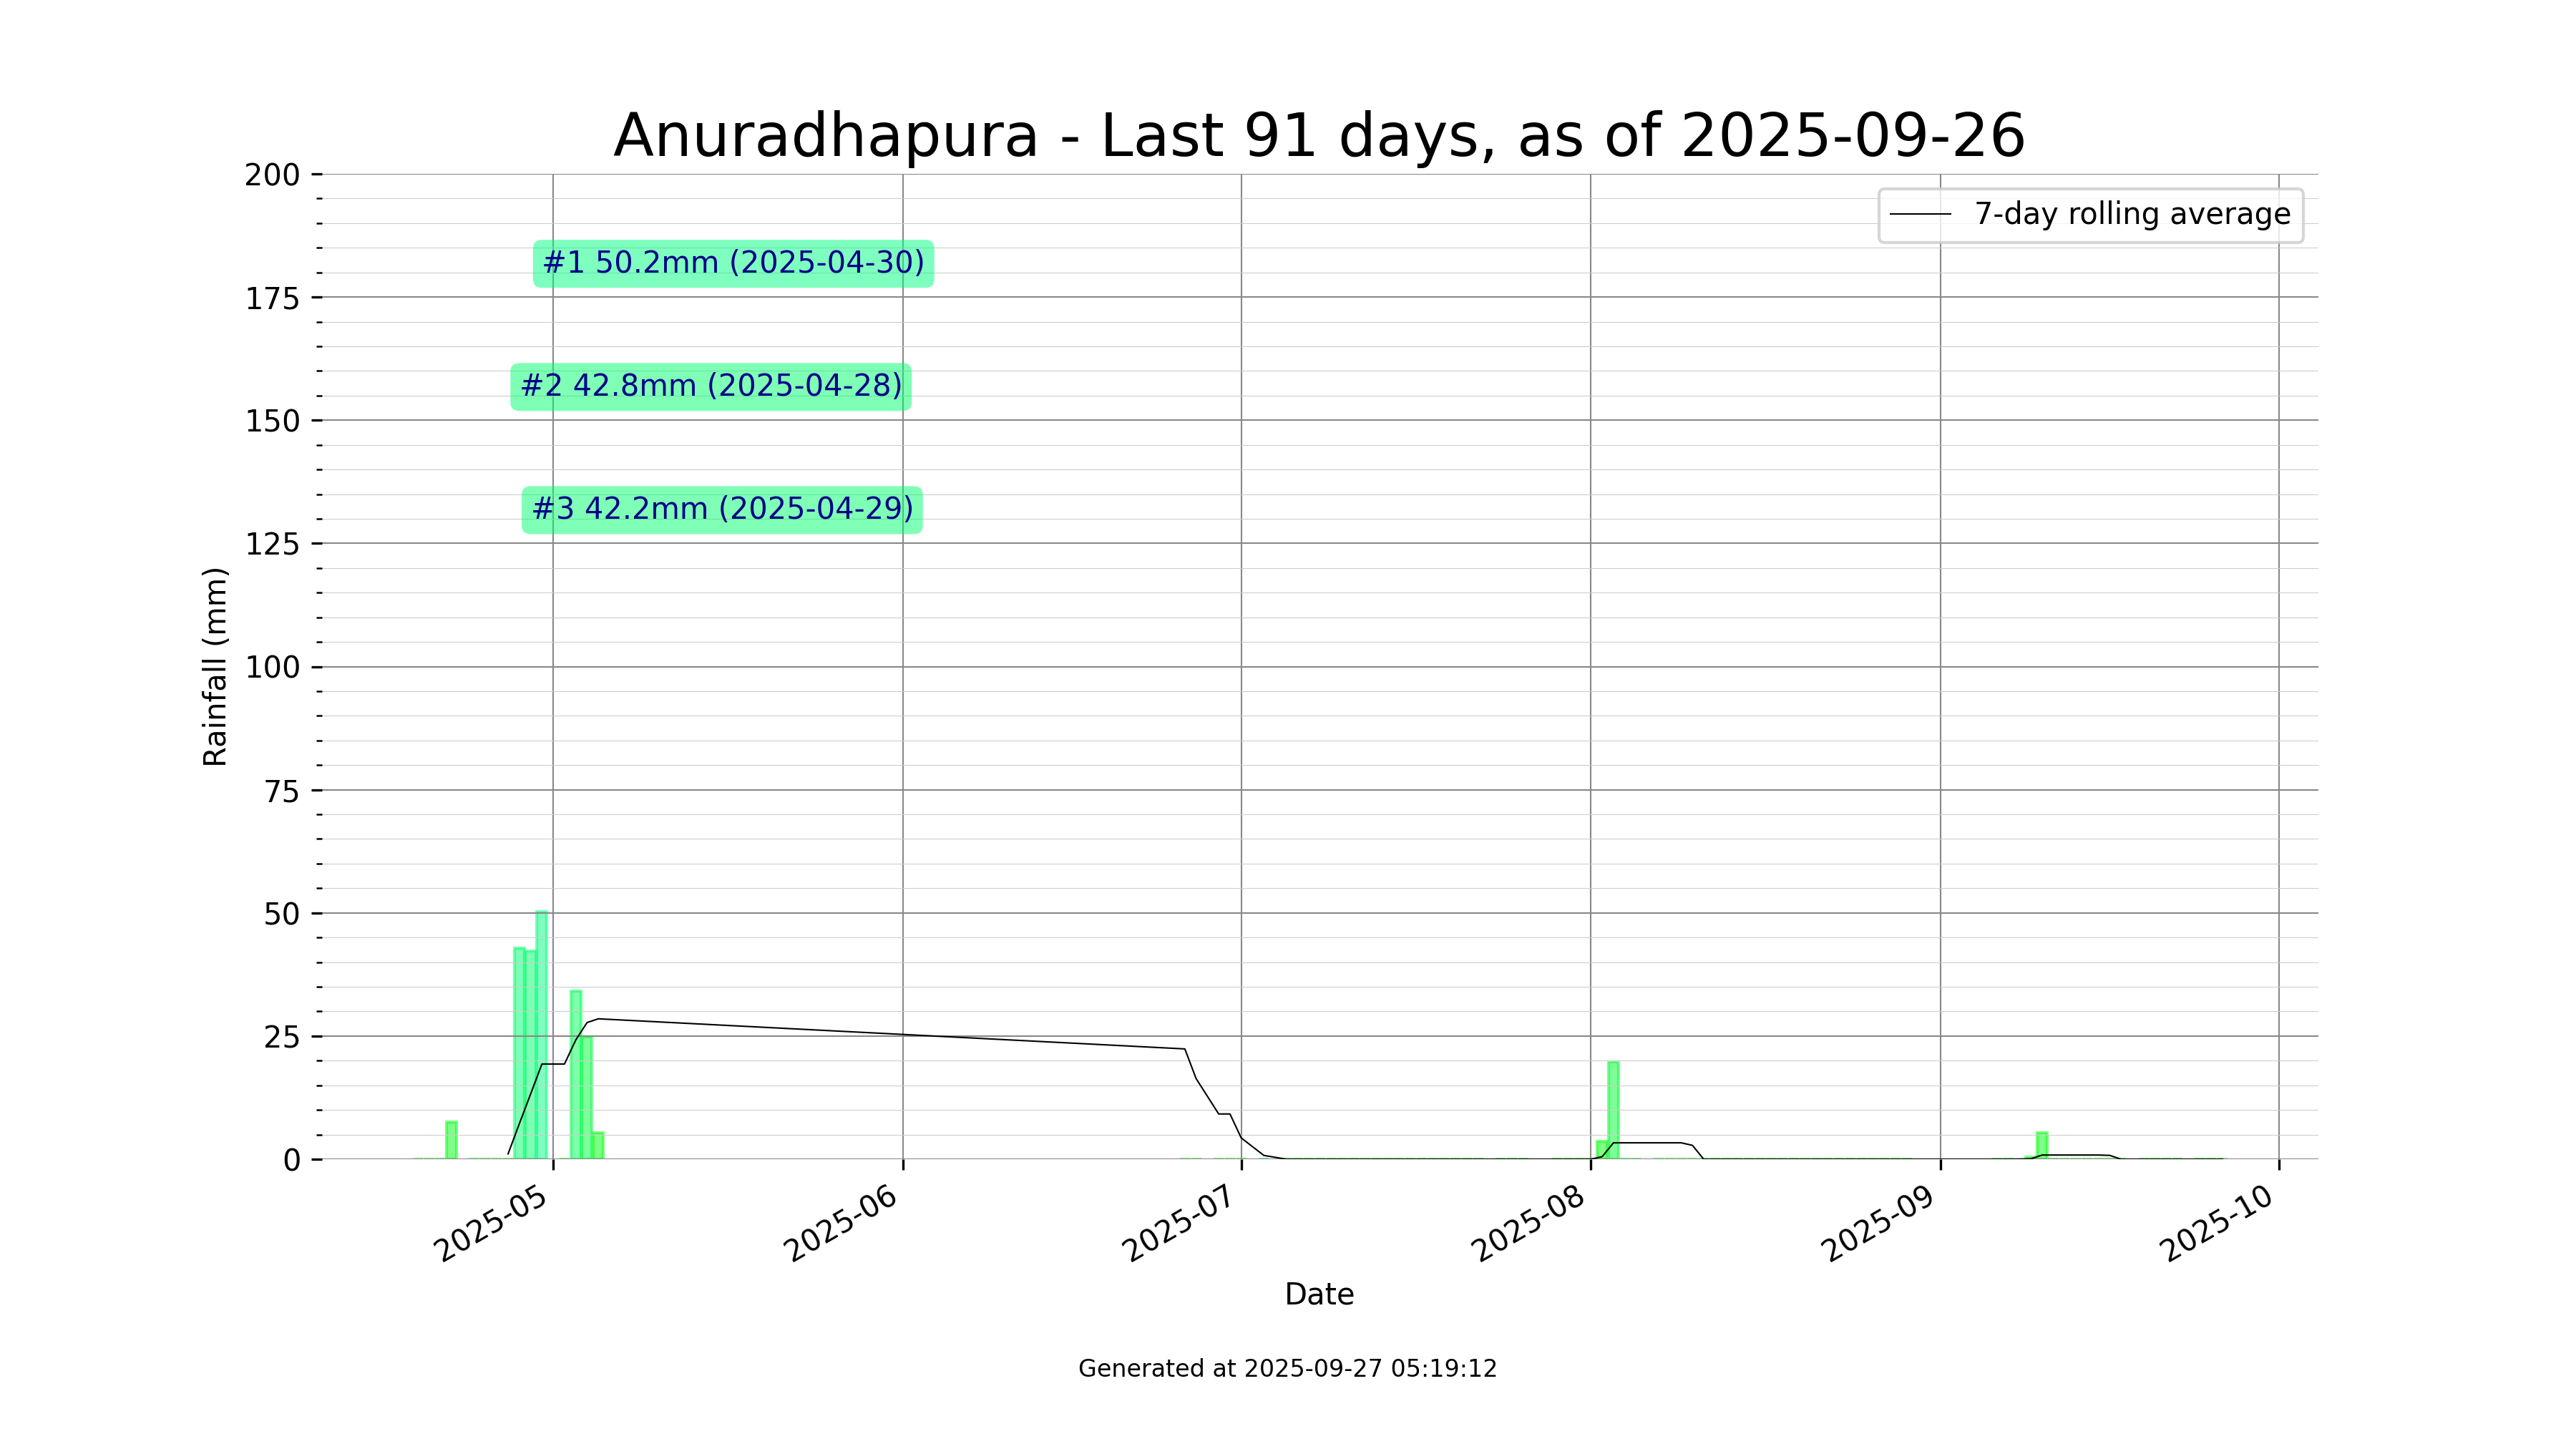 Anuradhapura - Last 91 days, as of 2025-09-26
7-day rolling average
#1 50.2mm (2025-04-30)
#2 42.8mm (2025-04-28)
#3 42.2mm (2025-04-29)
Rainfall (mm)
200
175
150
125
100
75
50
25
0
2025-05
2025-06
2025-07
2025-08
2025-09
2025-10
Date
Generated at 2025-09-27 05:19:12